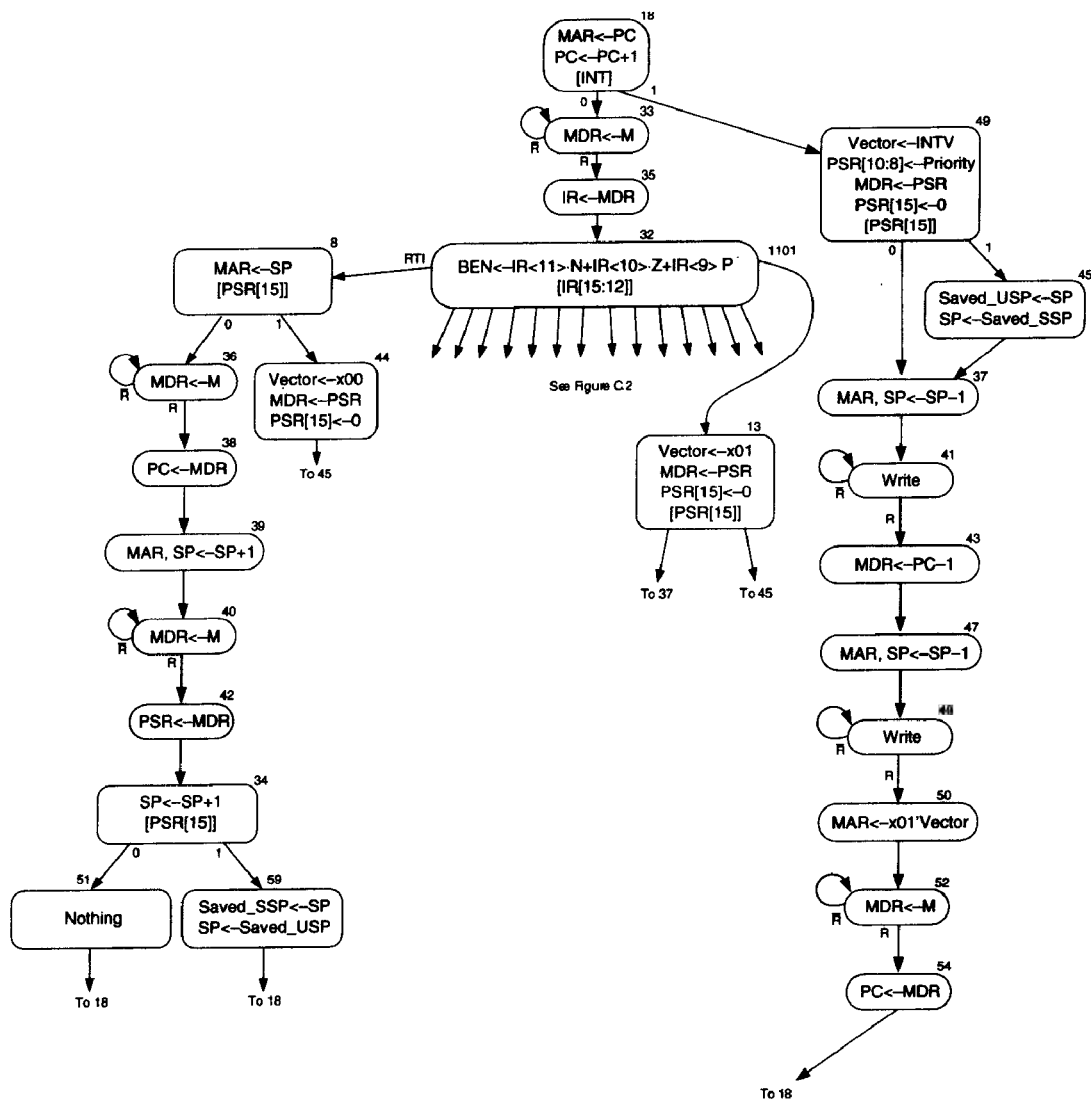 18
MAR<–PC
PC<–PC+1
[INT]
0
1
33
MDR<–M
R̅
R
35
IR<–MDR
32
BEN<–IR<11>·N+IR<10>·Z+IR<9>·P
[IR[15:12]]
RTI
1101
See Figure C.2
8
MAR<–SP
[PSR[15]]
0
1
36
MDR<–M
R̅
R
44
Vector<–x00
MDR<–PSR
PSR[15]<–0
To 45
38
PC<–MDR
39
MAR, SP<–SP+1
40
MDR<–M
R̅
R
42
PSR<–MDR
34
SP<–SP+1
[PSR[15]]
0
1
51
Nothing
To 18
59
Saved_SSP<–SP
SP<–Saved_USP
To 18
13
Vector<–x01
MDR<–PSR
PSR[15]<–0
[PSR[15]]
To 37
To 45
49
Vector<–INTV
PSR[10:8]<–Priority
MDR<–PSR
PSR[15]<–0
[PSR[15]]
0
1
45
Saved_USP<–SP
SP<–Saved_SSP
37
MAR, SP<–SP–1
41
Write
R̅
R
43
MDR<–PC–1
47
MAR, SP<–SP–1
Write
R̅
R
50
MAR<–x01'Vector
52
MDR<–M
R̅
R
54
PC<–MDR
To 18